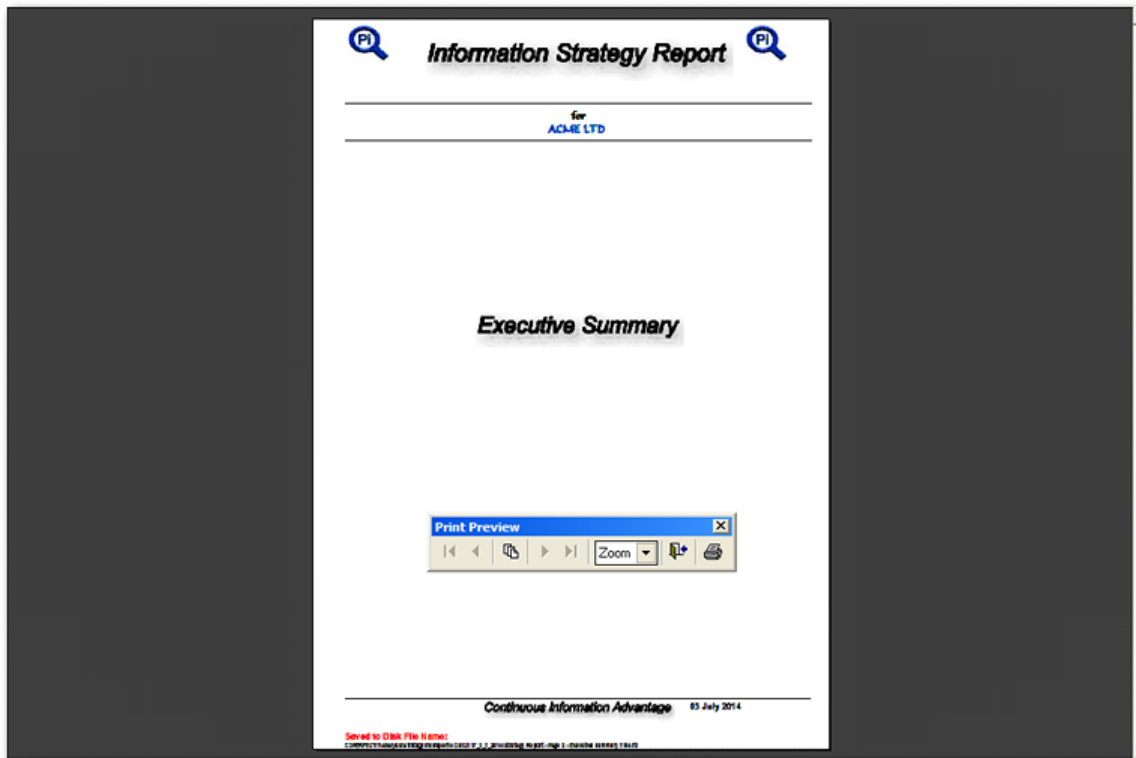 Pi
Information Strategy Report
Pi
for
ACME LTD
Executive Summary
Print Preview
Zoom
Continuous Information Advantage 03 July 2014
Saved to Disk File Name: